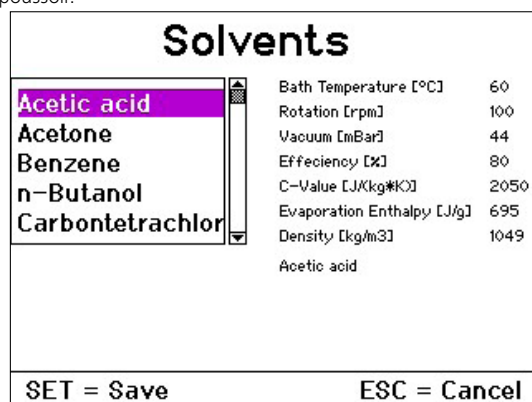 poussoir.
Solvents
Acetic acid
Acetone
Benzene
n-Butanol
Carbontetrachlor
Bath Temperature [°C] 60
Rotation [rpm] 100
Vacuum [mBar] 44
Effeciency [%] 80
C-Value [J/(kg*K)] 2050
Evaporation Enthalpy [J/g] 695
Density [kg/m3] 1049
Acetic acid
SET = Save
ESC = Cancel